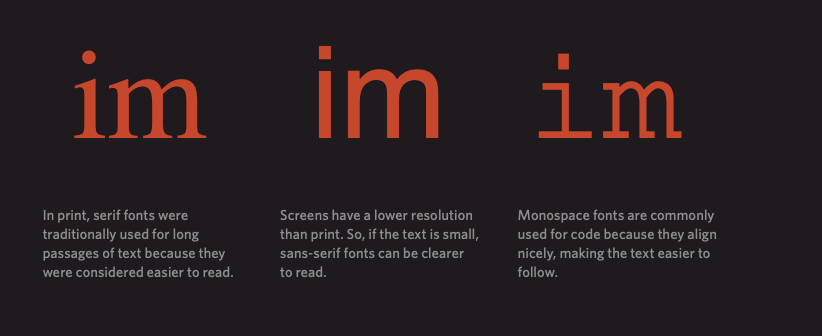 im
im
im
In print, serif fonts were
traditionally used for long
passages of text because they
were considered easier to read.
Screens have a lower resolution
than print. So, if the text is small,
sans-serif fonts can be clearer
to read.
Monospace fonts are commonly
used for code because they align
nicely, making the text easier to
follow.